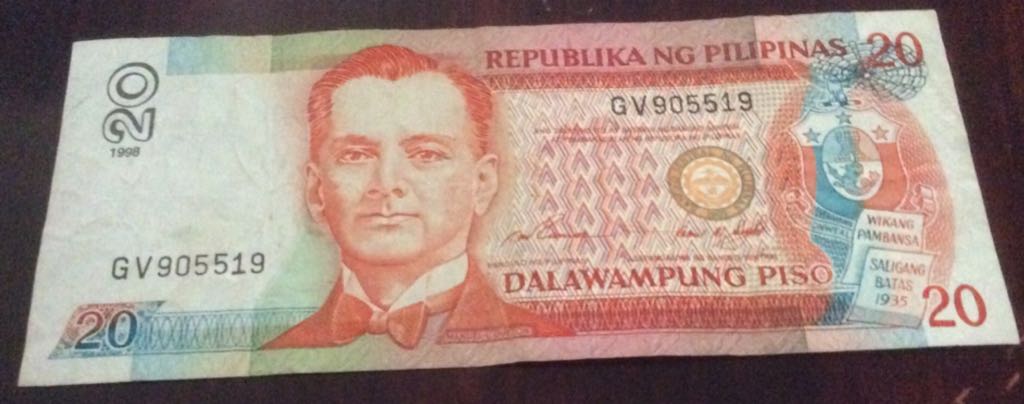 REPUBLIKA NG PILIPINAS 20
20
1998
GV905519
GV905519
WIKANG
PAMBANSA
SALIGANG
BATAS
1935
DALAWAMPUNG PISO
20
20